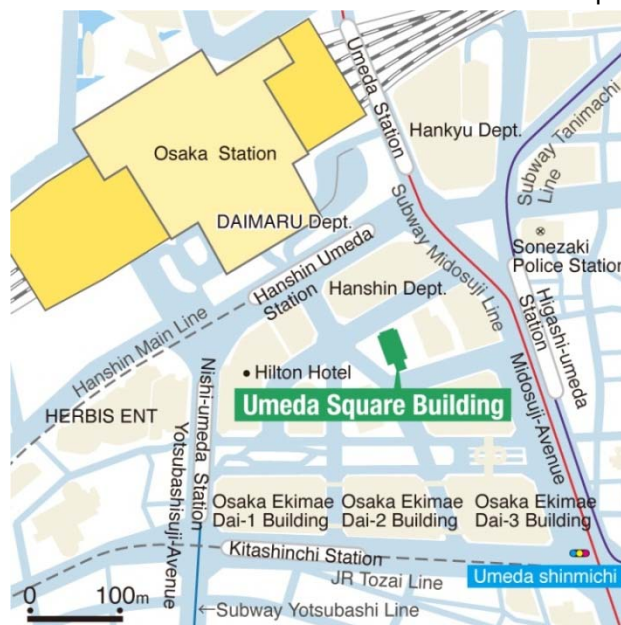 Umeda Station
Hankyu Dept.
Subway Tanimachi
Line
Osaka Station
DAIMARU Dept.
Subway Midosuji Line
Sonezaki
Police Station
Hanshin Umeda
Station
Hanshin Dept.
Higashi-umeda
Station
Hanshin Main Line
Hilton Hotel
Midosuji-Avenue
Umeda Square Building
HERBIS ENT
Nishi-umeda Station
Yotsubashisuji-Avenue
Osaka Ekimae
Dai-1 Building
Osaka Ekimae
Dai-2 Building
Osaka Ekimae
Dai-3 Building
Kitashinchi Station
JR Tozai Line
Umeda shinmichi
0 100m
←Subway Yotsubashi Line